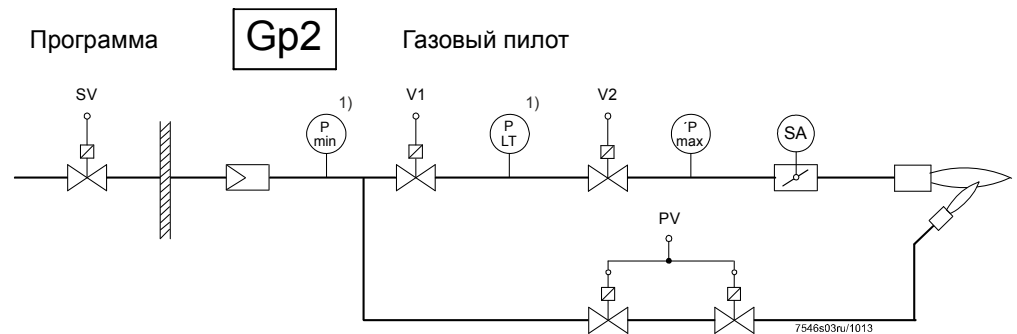 Программа Gp2 Газовый пилот
SV 1) V1 1) V2
P min P LT 'P max SA
PV
7546s03ru/1013